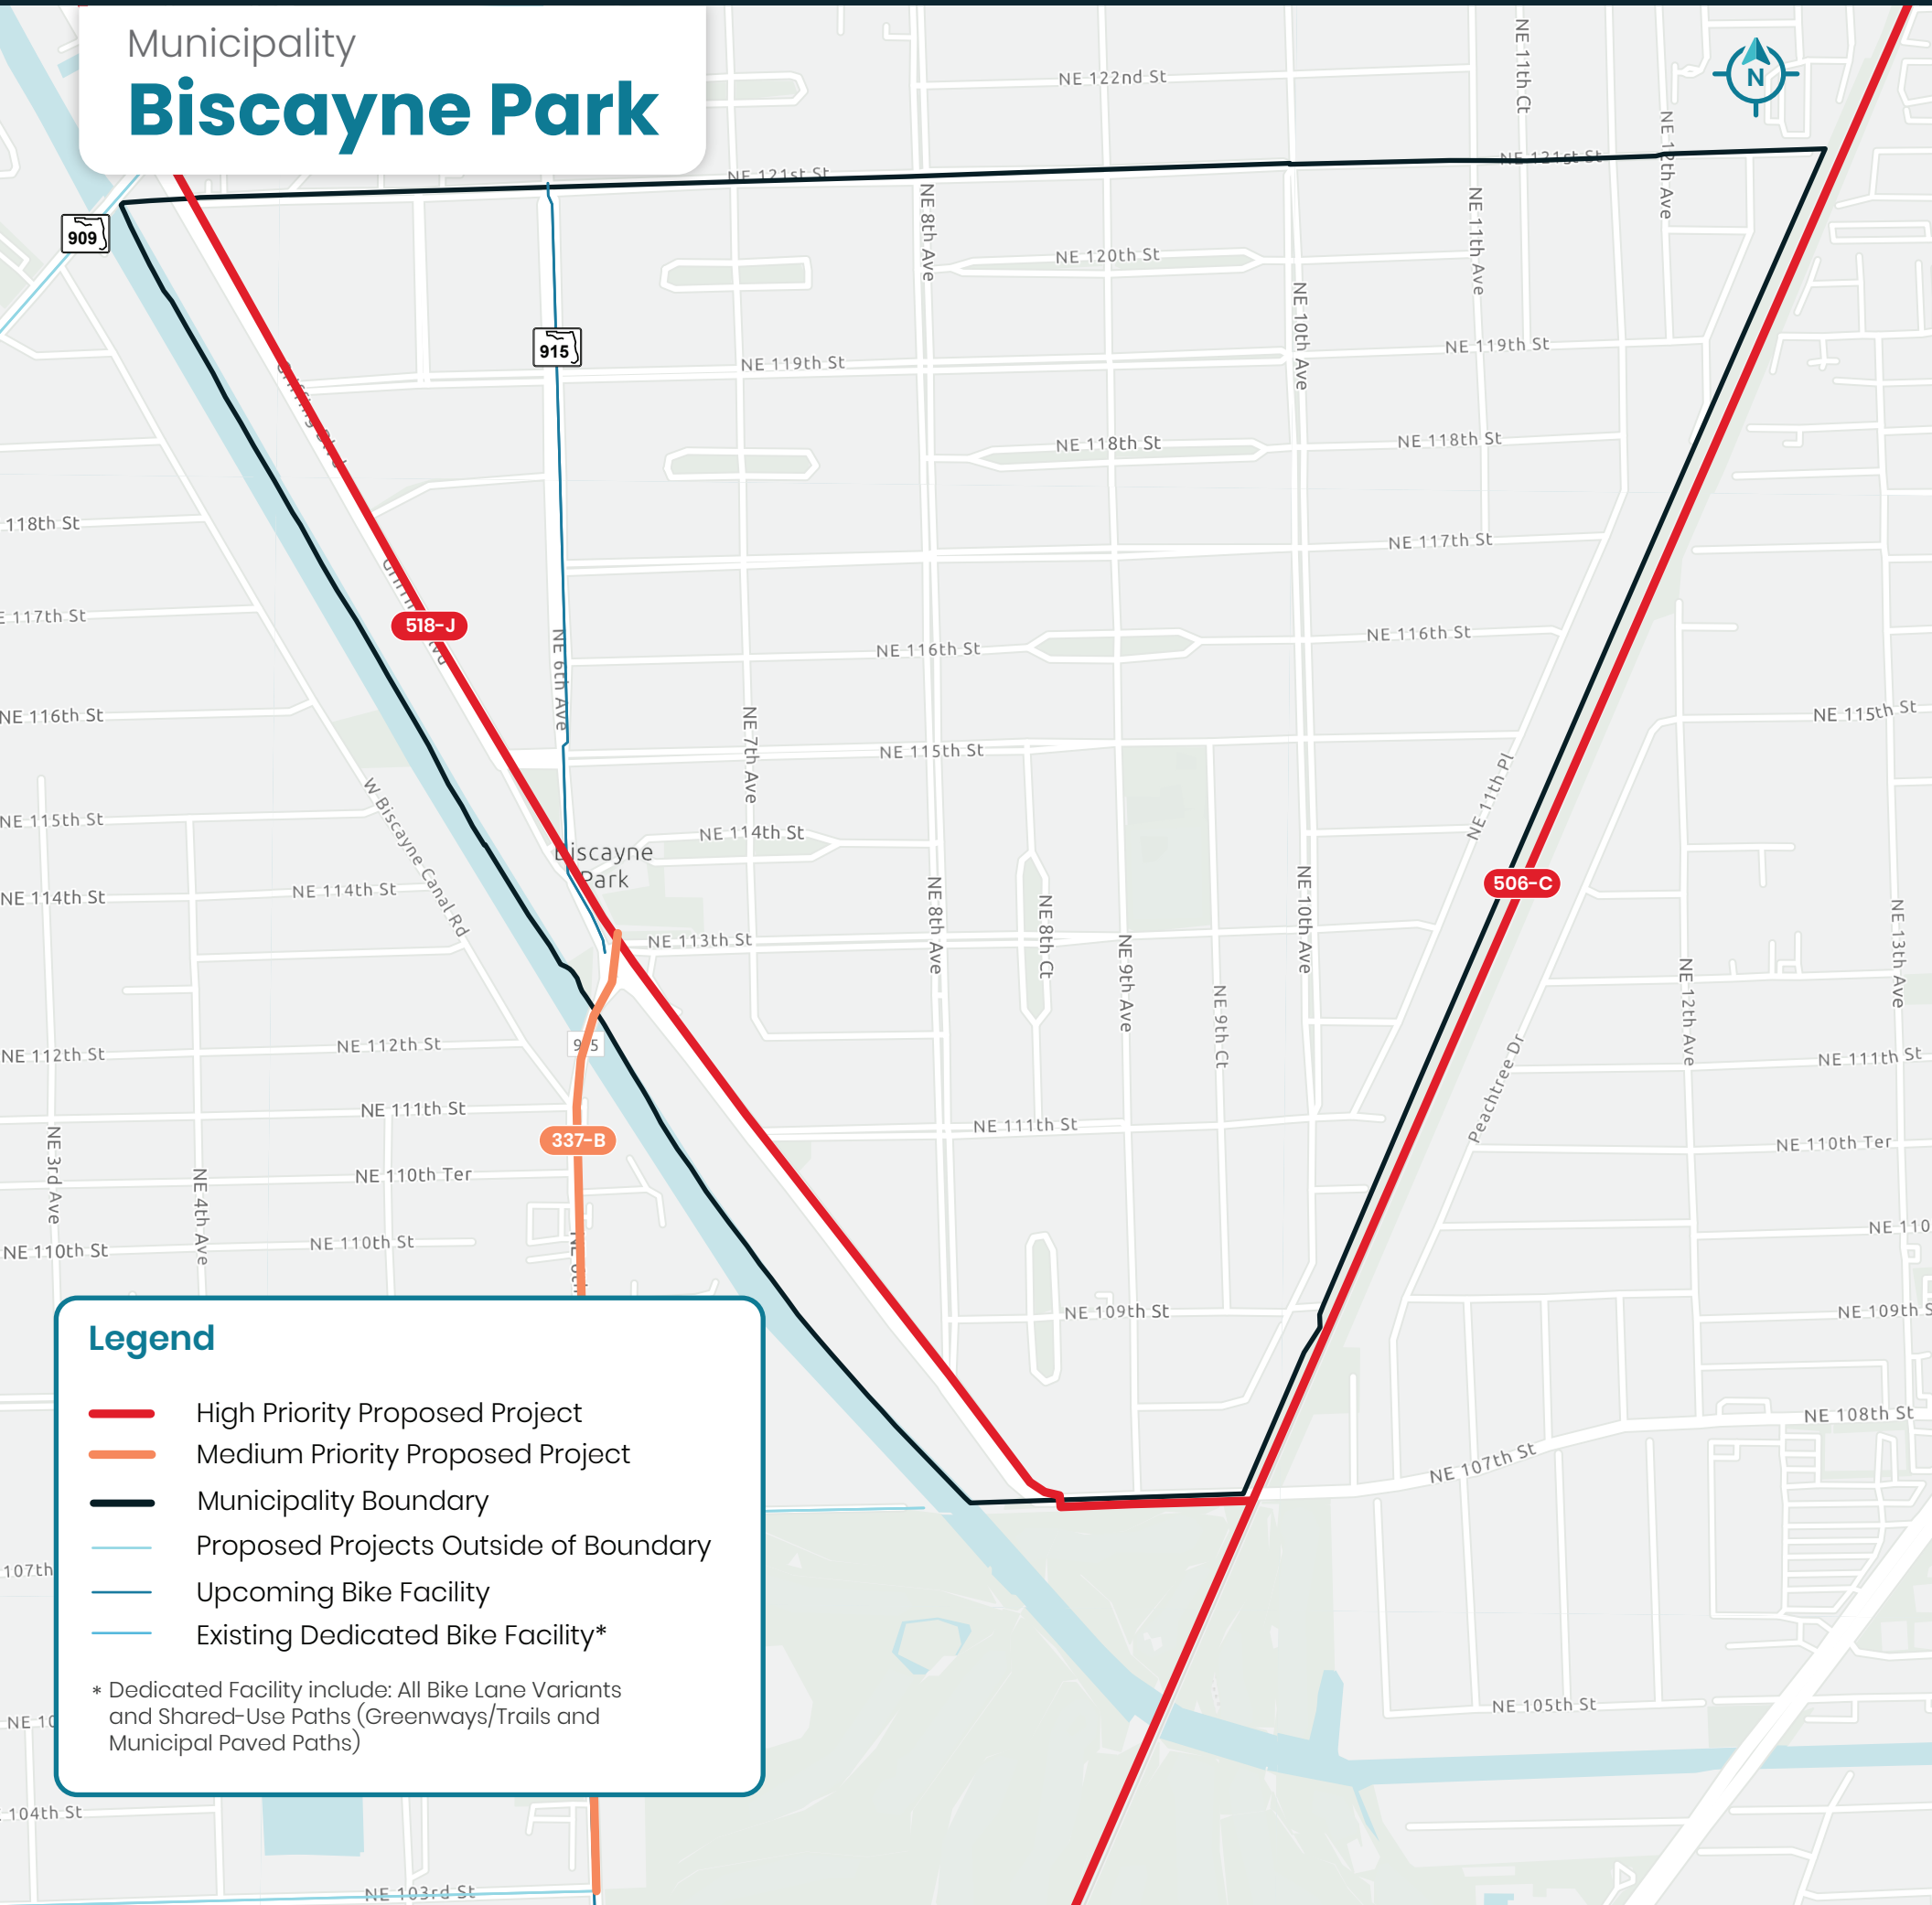 Municipality
Biscayne Park
N
NE 122nd St
NE 11th Ct
NE 12th Ave
NE 121st St
NE 121st St
909
NE 8th Ave
NE 11th Ave
NE 120th St
NE 10th Ave
915
NE 119th St
NE 119th St
Griffing Blvd
NE 118th St
NE 118th St
118th St
NE 117th St
518-J
E 117th St
NE 6th Ave
NE 116th St
NE 116th St
NE 116th St
NE 115th St
NE 7th Ave
NE 115th St
NE 11th Pl
NE 115th St
W Biscayne Canal Rd
NE 114th St
Biscayne
Park
506-C
NE 114th St
NE 114th St
NE 8th Ave
NE 8th Ct
NE 10th Ave
NE 13th Ave
NE 113th St
NE 9th Ave
NE 9th Ct
NE 12th Ave
NE 112th St
NE 112th St
Peachtree Dr
NE 111th St
NE 111th St
NE 111th St
337-B
NE 110th Ter
NE 3rd Ave
NE 4th Ave
NE 110th Ter
NE 110th St
NE 110th St
NE 110
NE 109th St
NE 109th S
NE 108th St
NE 107th St
107th
NE 105th St
NE 10
104th St
NE 103rd St
Legend
High Priority Proposed Project
Medium Priority Proposed Project
Municipality Boundary
Proposed Projects Outside of Boundary
Upcoming Bike Facility
Existing Dedicated Bike Facility*
* Dedicated Facility include: All Bike Lane Variants
and Shared-Use Paths (Greenways/Trails and
Municipal Paved Paths)